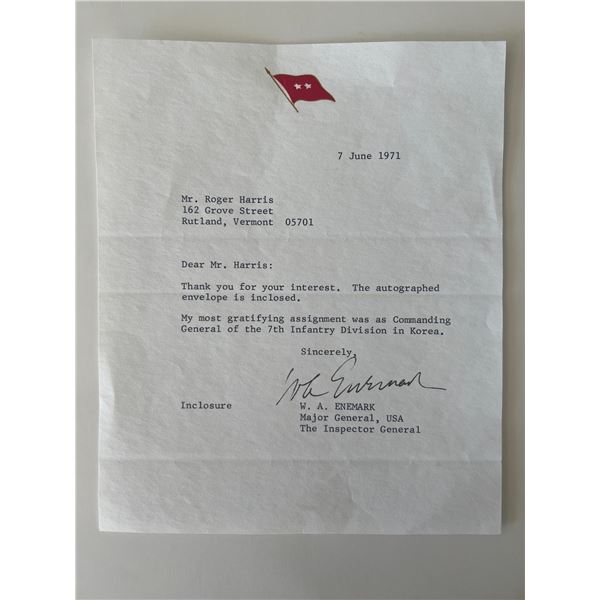 7 June 1971
Mr. Roger Harris
162 Grove Street
Rutland, Vermont 05701
Dear Mr. Harris:
Thank you for your interest. The autographed
envelope is inclosed.
My most gratifying assignment was as Commanding
General of the 7th Infantry Division in Korea.
Sincerely,
WA Enemark
Inclosure
W. A. ENEMARK
Major General, USA
The Inspector General